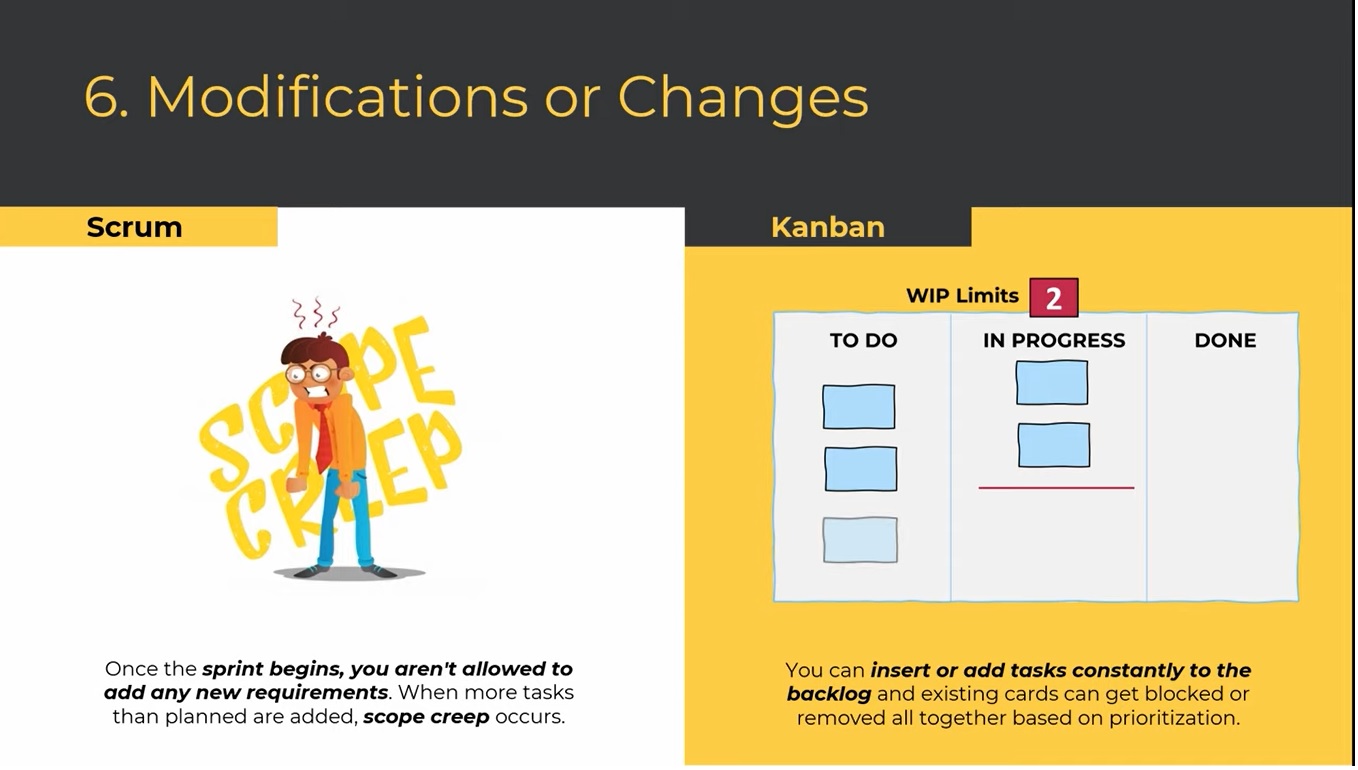 6. Modifications or Changes
Scrum
SCOPE
CREEP
Once the sprint begins, you aren't allowed to
add any new requirements. When more tasks
than planned are added, scope creep occurs.
Kanban
WIP Limits 2
TO DO IN PROGRESS DONE
You can insert or add tasks constantly to the
backlog and existing cards can get blocked or
removed all together based on prioritization.